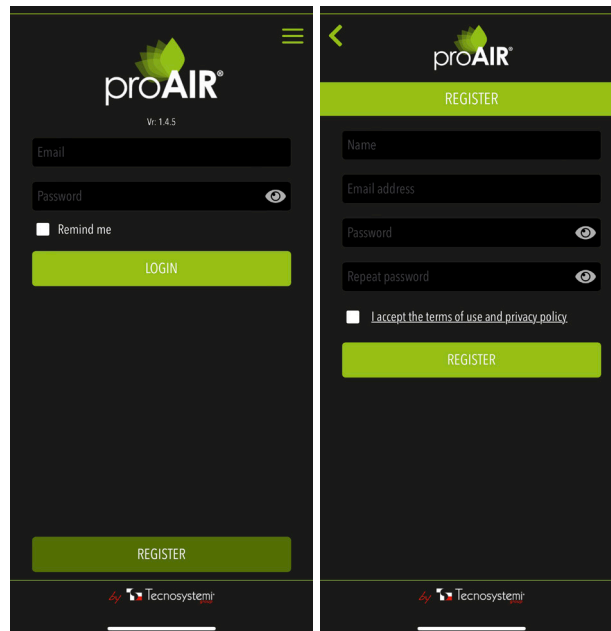 proAIR®
Vr: 1.4.5
Email
Password
Remind me
LOGIN
REGISTER
by Tecnosystemi
proAIR®
REGISTER
Name
Email address
Password
Repeat password
I accept the terms of use and privacy policy
REGISTER
by Tecnosystemi